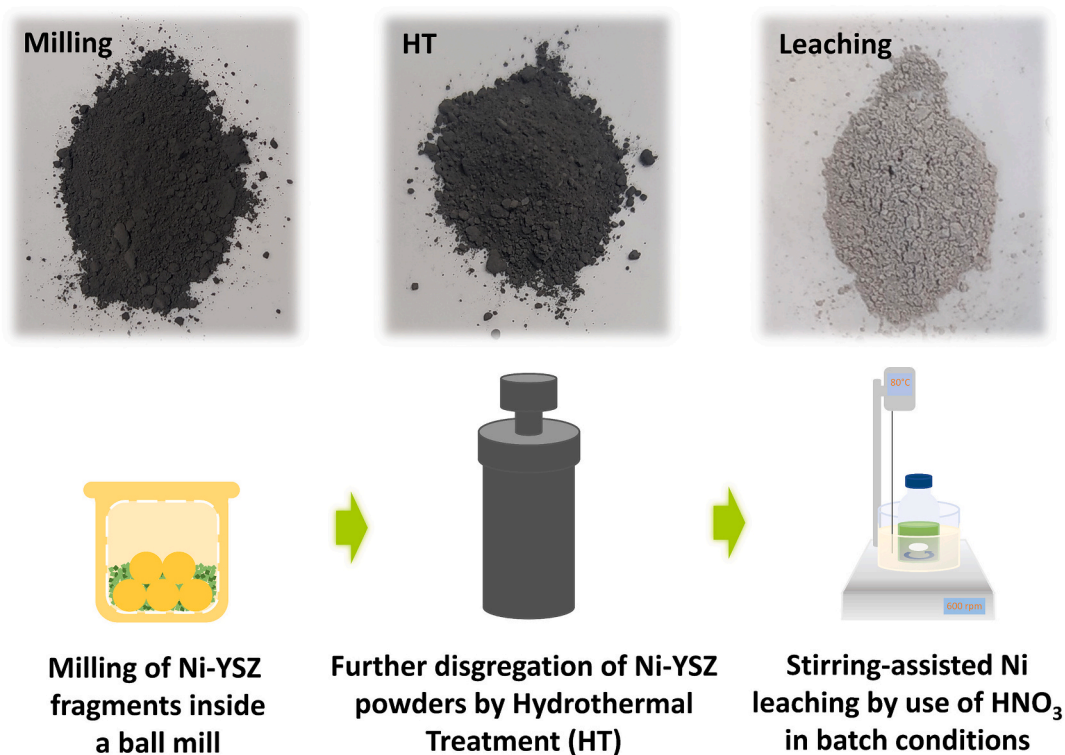 Milling
HT
Leaching
80°C
600 rpm
Milling of Ni-YSZ
fragments inside
a ball mill
Further disgregation of Ni-YSZ
powders by Hydrothermal
Treatment (HT)
Stirring-assisted Ni
leaching by use of HNO₃
in batch conditions